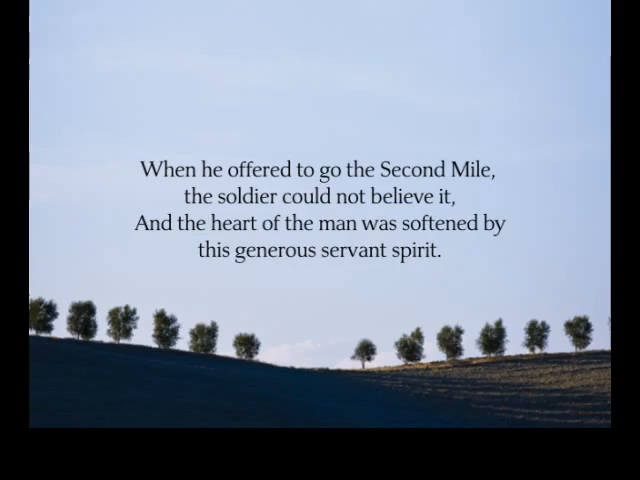 When he offered to go the Second Mile,
the soldier could not believe it,
And the heart of the man was softened by
this generous servant spirit.